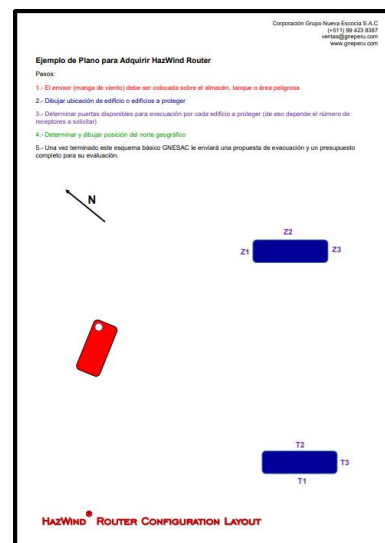 Corporación Grupo Nueva Escocia S.A.C
(+511) 99 423 8387
ventas@gneperu.com
www.gneperu.com
Ejemplo de Plano para Adquirir HazWind Router
Pasos:
1.- El emisor (manga de viento) debe ser colocada sobre el almacén, tanque o área peligrosa
2.- Dibujar ubicación de edificio o edificios a proteger
3.- Determinar puertas disponibles para evacuación por cada edificio a proteger (de eso depende el número de
receptores a solicitar)
4.- Determinar y dibujar posición del norte geográfico
5.- Una vez terminado este esquema básico GNESAC le enviará una propuesta de evacuación y un presupuesto
completo para su evaluación.
N
Z2
Z1
Z3
T2
T3
T1
HAZWIND® ROUTER CONFIGURATION LAYOUT